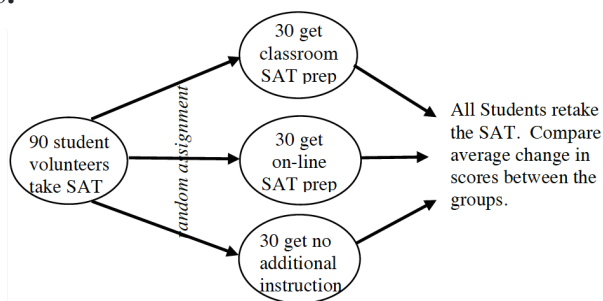 90 student
volunteers
take SAT
random assignment
30 get
classroom
SAT prep
30 get
on-line
SAT prep
30 get no
additional
instruction
All Students retake
the SAT. Compare
average change in
scores between the
groups.